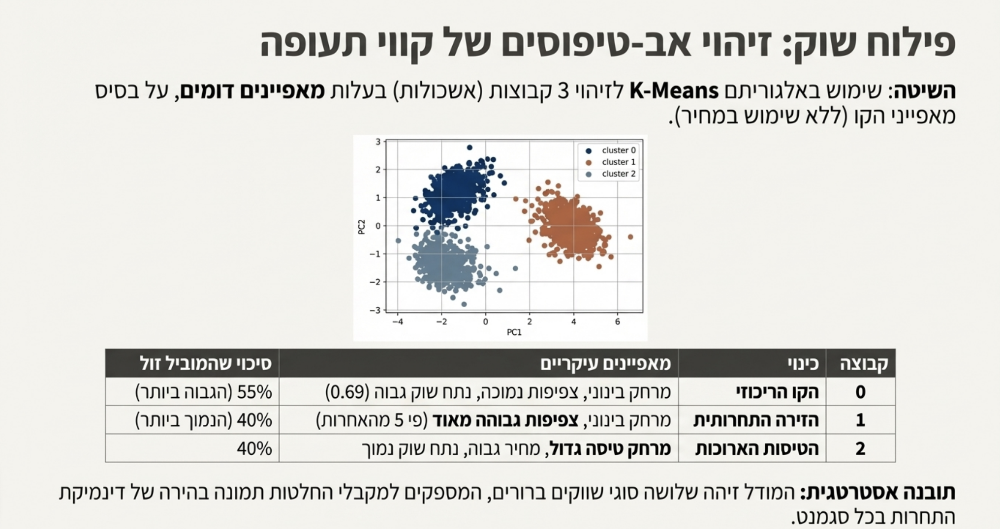 פילוח שוק: זיהוי אב-טיפוסים של קווי תעופה
השיטה: שימוש באלגוריתם K-Means לזיהוי 3 קבוצות (אשכולות) בעלות מאפיינים דומים, על בסיס
מאפייני הקו (ללא שימוש במחיר).
cluster 0
cluster 1
cluster 2
3
2
1
0
−1
−2
−3
PC2
−4 −2 0 2 4 6
PC1
קבוצה כינוי מאפיינים עיקריים סיכוי שהמוביל זול
0 הקו הריכוזי מרחק בינוני, צפיפות נמוכה, נתח שוק גבוה (0.69) 55% (הגבוה ביותר)
1 הזירה התחרותית מרחק בינוני, צפיפות גבוהה מאוד (פי 5 מהאחרות) 40% (הנמוך ביותר)
2 הטיסות הארוכות מרחק טיסה גדול, מחיר גבוה, נתח שוק נמוך 40%
תובנה אסטרטגית: המודל זיהה שלושה סוגי שווקים ברורים, המספקים למקבלי החלטות תמונה בהירה של דינמיקת
התחרות בכל סגמנט.